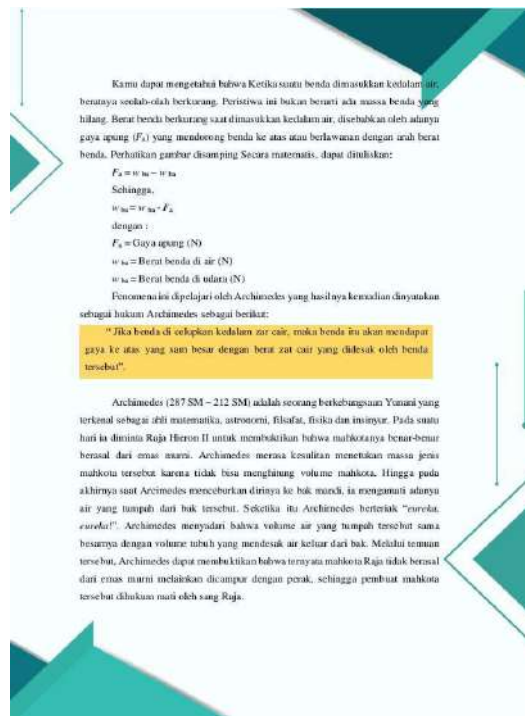 Kamu dapat mengetahui bahwa Ketika suatu benda dimasukkan kedalam air,
beratnya seolah-olah berkurang. Peristiwa ini bukan berarti ada massa benda yang
hilang. Berat benda berkurang saat dimasukkan kedalam air, disebabkan oleh adanya
gaya apung (Fₐ) yang mendorong benda ke atas atau berlawanan dengan arah berat
benda. Perhatikan gambar disamping Secara matematis, dapat dituliskan:
Sehingga,
dengan :
= Gaya apung (N)
= Berat benda di air (N)
= Berat benda di udara (N)
Fenomena ini dipelajari oleh Archimedes yang hasilnya kemudian dinyatakan
sebagai hukum Archimedes sebagai berikut:
" Jika benda di celupkan kedalam zat cair, maka benda itu akan mendapat
gaya ke atas yang sam besar dengan berat zat cair yang didesak oleh benda
tersebut".
Archimedes (287 SM – 212 SM) adalah seorang berkebangsaan Yunani yang
terkenal sebagai ahli matematika, astronomi, filsafat, fisika dan insinyur. Pada suatu
hari ia diminta Raja Hieron II untuk membuktikan bahwa mahkotanya benar-benar
berasal dari emas murni. Archimedes merasa kesulitan menetukan massa jenis
mahkota tersebut karena tidak bisa menghitung volume mahkota. Hingga pada
akhirnya saat Arcimedes menceburkan dirinya ke bak mandi, ia mengamati adanya
air yang tumpah dari bak tersebut. Seketika itu Archimedes berteriak "eureka,
eureka!". Archimedes menyadari bahwa volume air yang tumpah tersebut sama
besarnya dengan volume tubuh yang mendesak air keluar dari bak. Melalui temuan
tersebut, Archimedes dapat membuktikan bahwa ternyata mahkota Raja tidak berasal
dari emas murni melainkan dicampur dengan perak, sehingga pembuat mahkota
tersebut dihukum mati oleh sang Raja.